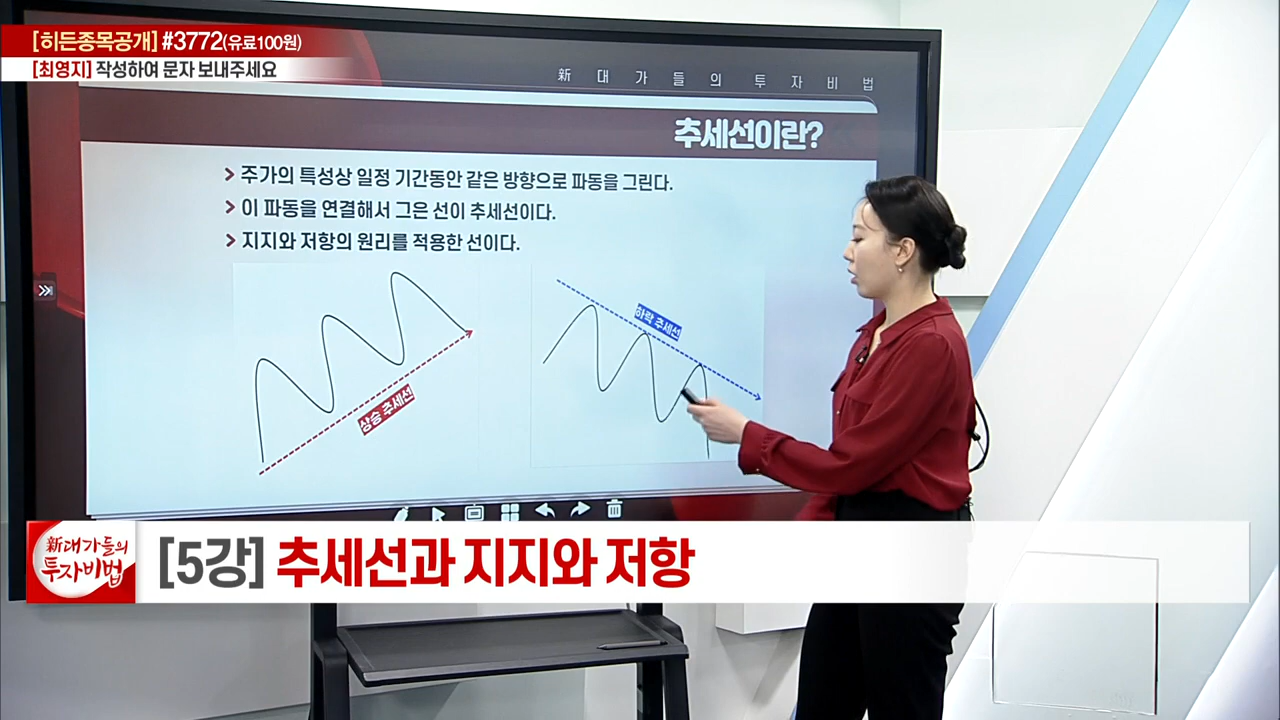 [히든종목공개] #3772(유료100원)
[최영지] 작성하여 문자 보내주세요
新 대 가 들 의 투 자 비 법
추세선이란?
주가의 특성상 일정 기간동안 같은 방향으로 파동을 그린다.
이 파동을 연결해서 그은 선이 추세선이다.
지지와 저항의 원리를 적용한 선이다.
상승 추세선
하락 추세선
新대가들의
투자비법
[5강] 추세선과 지지와 저항